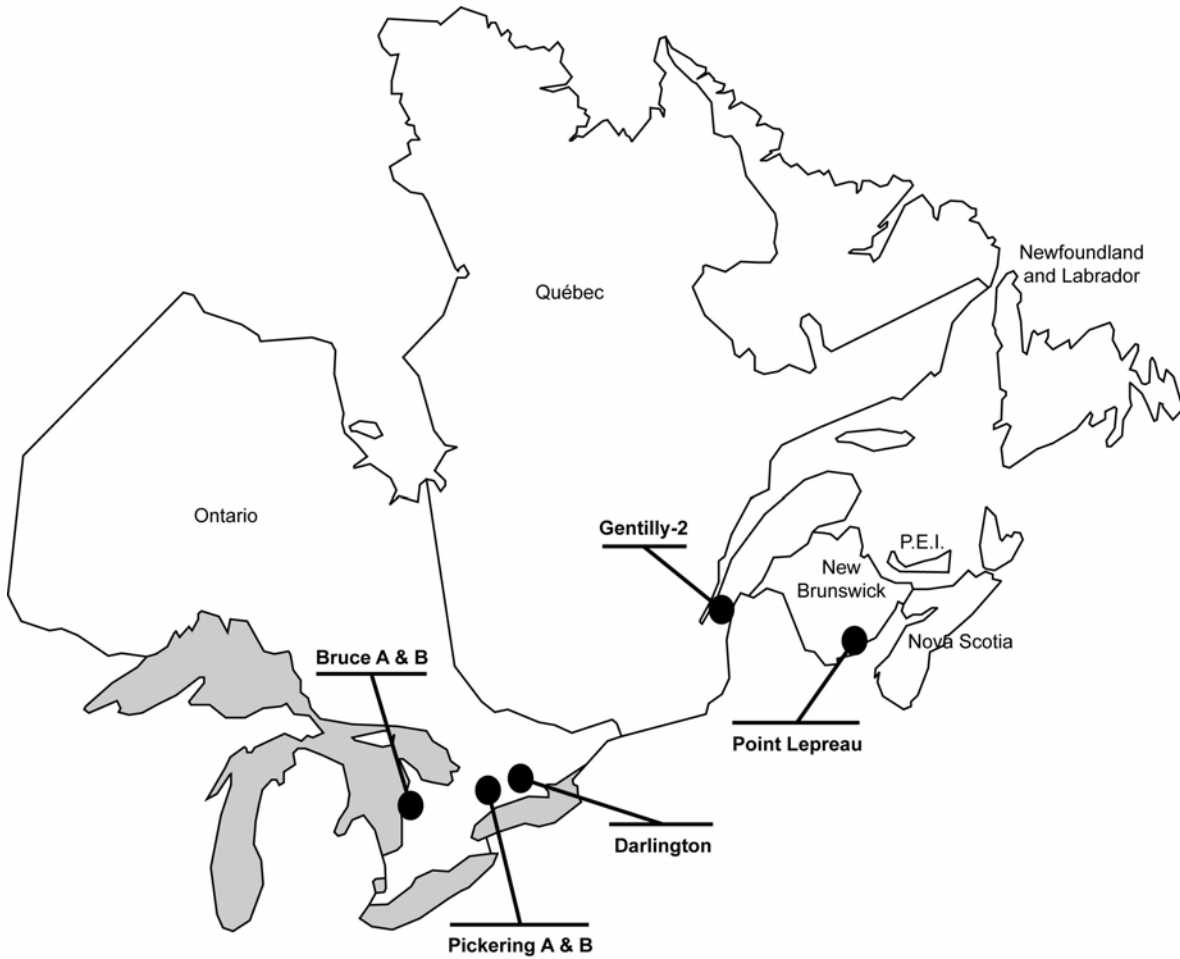 Newfoundland
and Labrador
Québec
Ontario
Gentilly-2
P.E.I.
New
Brunswick
Nova Scotia
Bruce A & B
Point Lepreau
Darlington
Pickering A & B